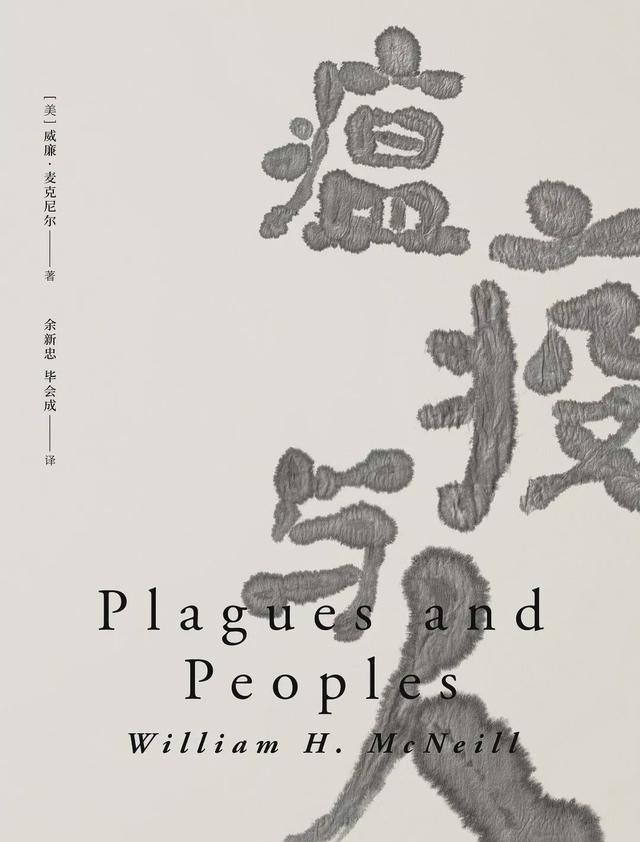 瘟疫
与人
[美]威廉·麦克尼尔——著
余新忠 毕会成——译
Plagues and
Peoples
William H. McNeill